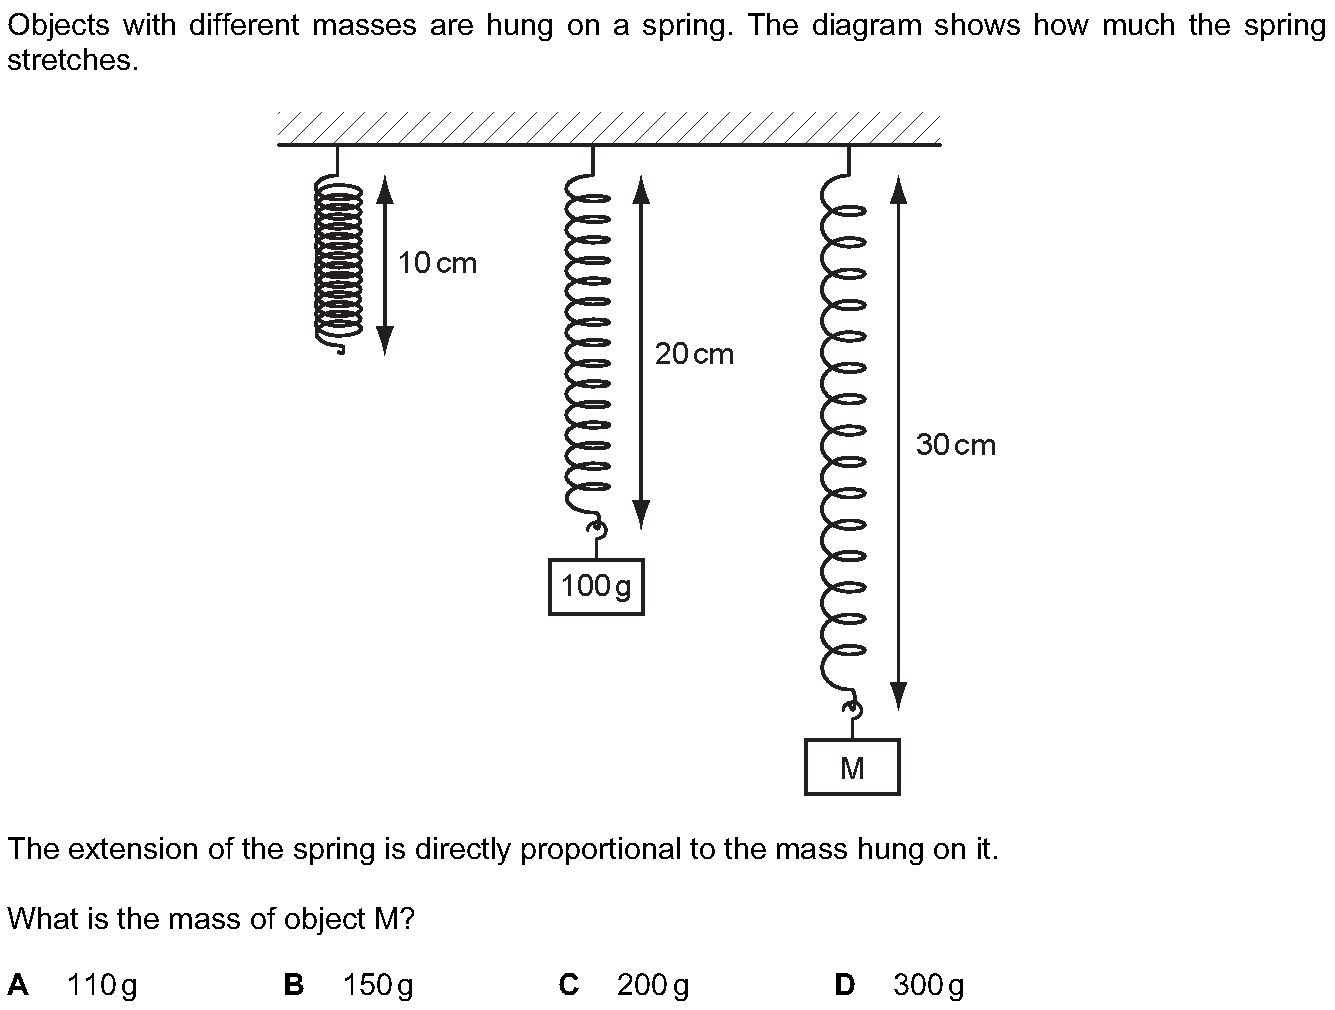 Objects with different masses are hung on a spring. The diagram shows how much the spring
stretches.
10 cm
20 cm
30 cm
100 g
M
The extension of the spring is directly proportional to the mass hung on it.
What is the mass of object M?
A 110 g B 150 g C 200 g D 300 g